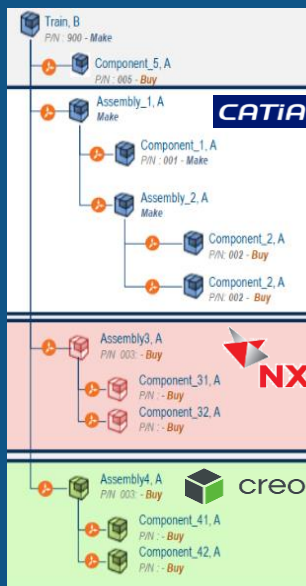 Train, B
P/N : 900 - Make
Component_5, A
P/N : 005 - Buy
Assembly_1, A
Make
CATIA
Component_1, A
P/N : 001 - Make
Assembly_2, A
Make
Component_2, A
P/N: 002 - Buy
Component_2, A
P/N: 002 - Buy
Assembly3, A
P/N 003: - Buy
NX
Component_31, A
P/N : - Buy
Component_32, A
P/N : - Buy
Assembly4, A
P/N 003: - Buy
creo
Component_41, A
P/N : - Buy
Component_42, A
P/N : - Buy